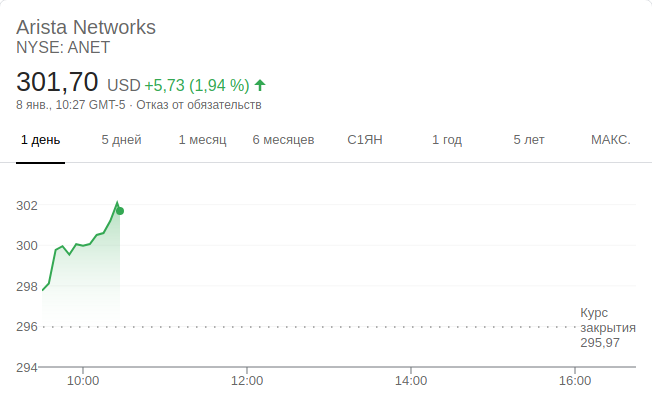 Arista Networks
NYSE: ANET
301,70 USD +5,73 (1,94 %)
8 янв., 10:27 GMT-5 · Отказ от обязательств
1 день 5 дней 1 месяц 6 месяцев С1ЯН 1 год 5 лет МАКС.
302
300
298
296
294
Курс
закрытия
295,97
10:00 12:00 14:00 16:00